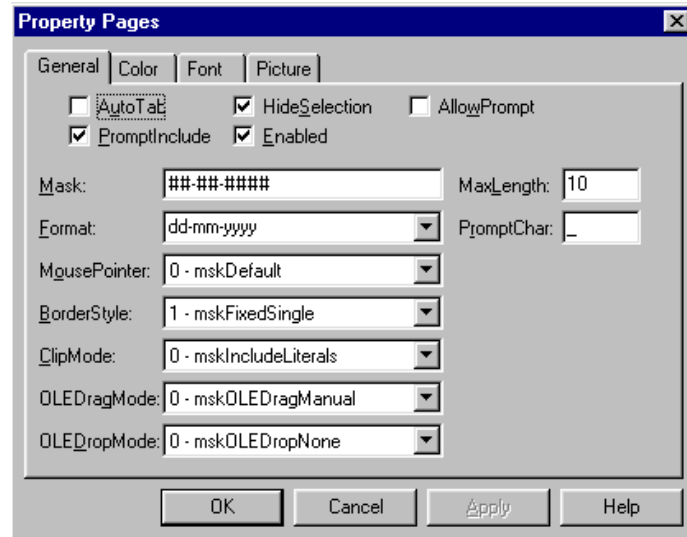 Property Pages
General Color Font Picture
AutoTab HideSelection AllowPrompt
PromptInclude Enabled
Mask: ##-##-#### MaxLength: 10
Format: dd-mm-yyyy PromptChar: _
MousePointer: 0 - mskDefault
BorderStyle: 1 - mskFixedSingle
ClipMode: 0 - mskIncludeLiterals
OLEDragMode: 0 - mskOLEDragManual
OLEDropMode: 0 - mskOLEDropNone
OK Cancel Apply Help